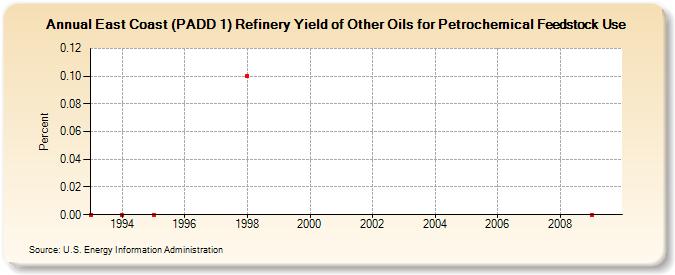 Annual East Coast (PADD 1) Refinery Yield of Other Oils for Petrochemical Feedstock Use
Percent
0.12
0.10
0.08
0.06
0.04
0.02
0.00
1994 1996 1998 2000 2002 2004 2006 2008
Source: U.S. Energy Information Administration